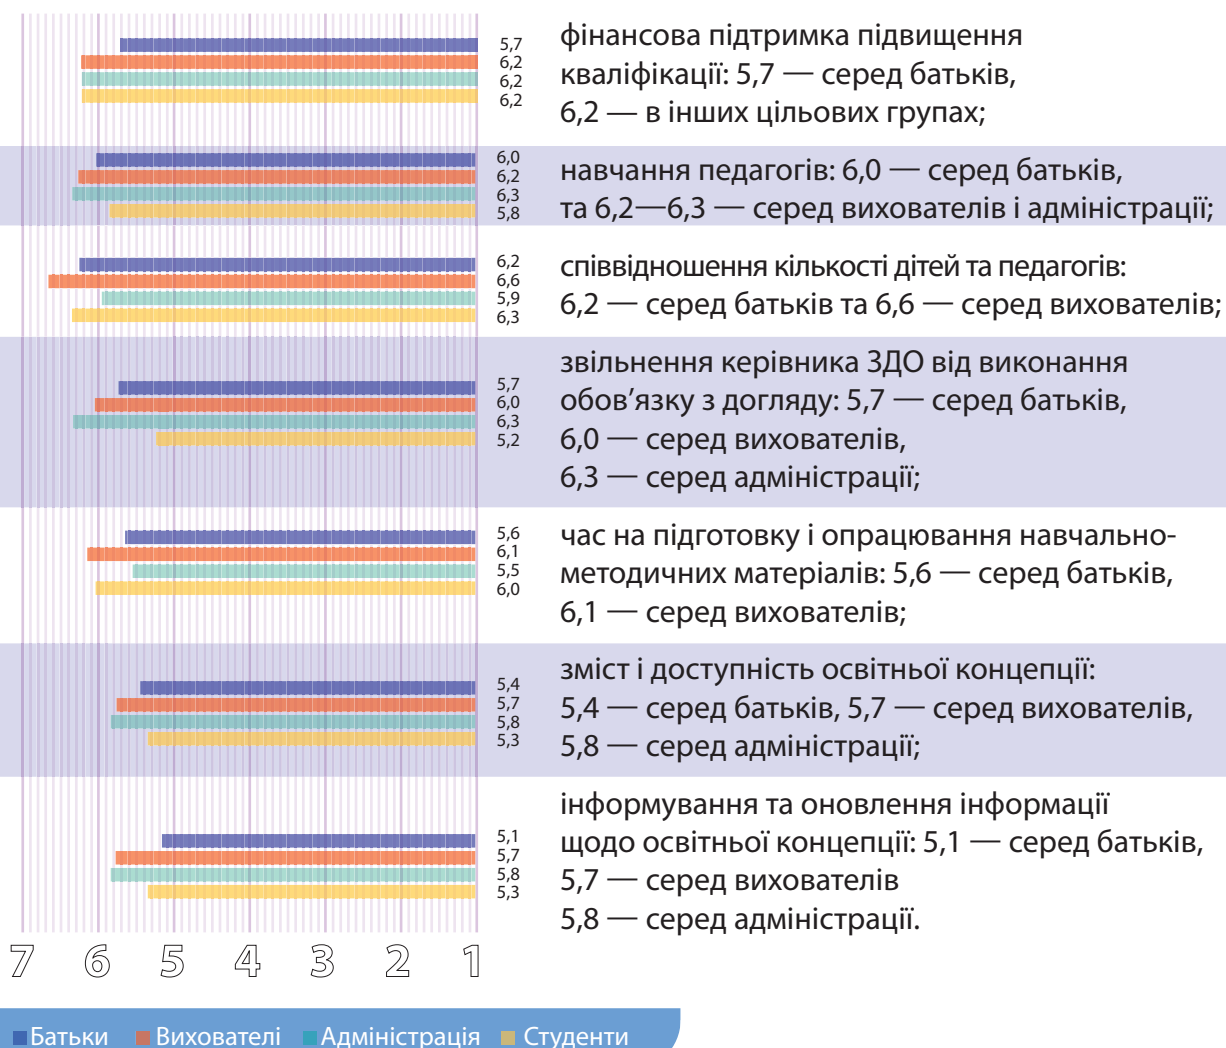 5,7
6,2
6,2
6,2
фінансова підтримка підвищення
кваліфікації: 5,7 — серед батьків,
6,2 — в інших цільових групах;
6,0
6,2
6,3
5,8
навчання педагогів: 6,0 — серед батьків,
та 6,2—6,3 — серед вихователів і адміністрації;
6,2
6,6
5,9
6,3
співвідношення кількості дітей та педагогів:
6,2 — серед батьків та 6,6 — серед вихователів;
5,7
6,0
6,3
5,2
звільнення керівника ЗДО від виконання
обов’язку з догляду: 5,7 — серед батьків,
6,0 — серед вихователів,
6,3 — серед адміністрації;
5,6
6,1
5,5
6,0
час на підготовку і опрацювання навчально-
методичних матеріалів: 5,6 — серед батьків,
6,1 — серед вихователів;
5,4
5,7
5,8
5,3
зміст і доступність освітньої концепції:
5,4 — серед батьків, 5,7 — серед вихователів,
5,8 — серед адміністрації;
5,1
5,7
5,8
5,3
інформування та оновлення інформації
щодо освітньої концепції: 5,1 — серед батьків,
5,7 — серед вихователів
5,8 — серед адміністрації.
7 6 5 4 3 2 1
Батьки Вихователі Адміністрація Студенти